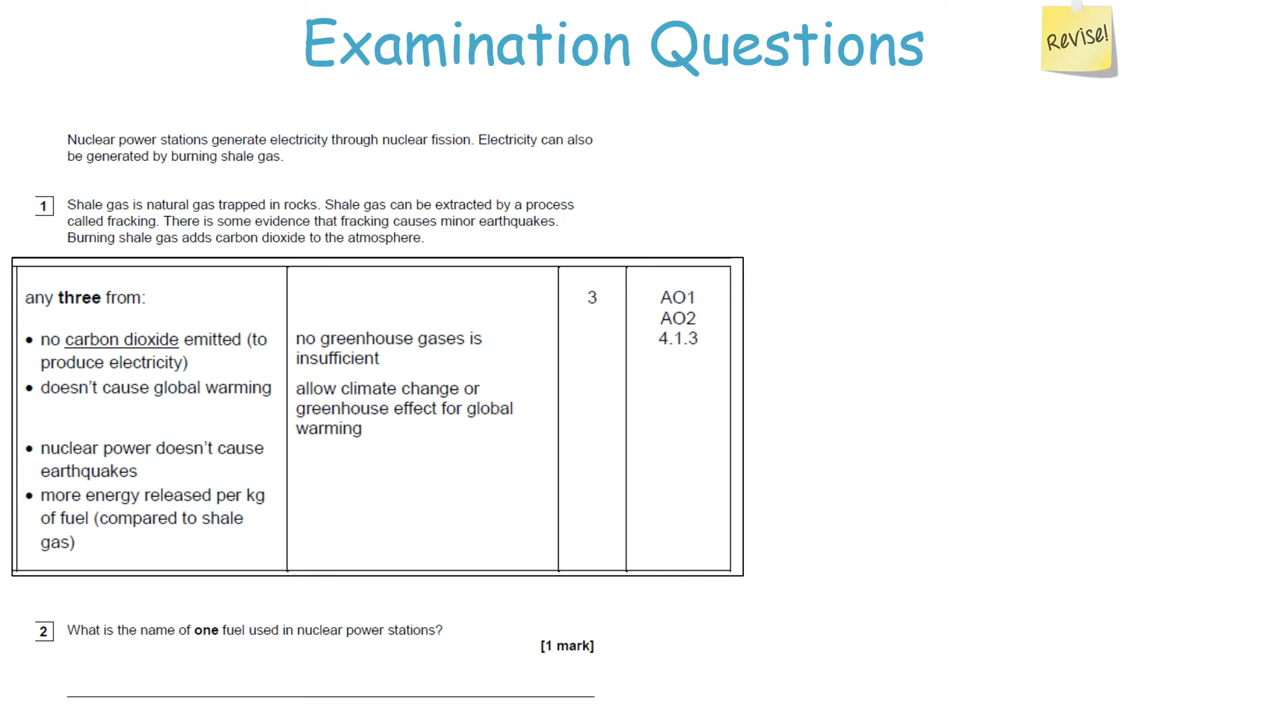 Examination Questions
Revise!
Nuclear power stations generate electricity through nuclear fission. Electricity can also
be generated by burning shale gas.
1 Shale gas is natural gas trapped in rocks. Shale gas can be extracted by a process
called fracking. There is some evidence that fracking causes minor earthquakes.
Burning shale gas adds carbon dioxide to the atmosphere.
any three from:
• no carbon dioxide emitted (to
produce electricity)
• doesn't cause global warming
• nuclear power doesn't cause
earthquakes
• more energy released per kg
of fuel (compared to shale
gas)
no greenhouse gases is
insufficient
allow climate change or
greenhouse effect for global
warming
3
AO1
AO2
4.1.3
2 What is the name of one fuel used in nuclear power stations?
[1 mark]